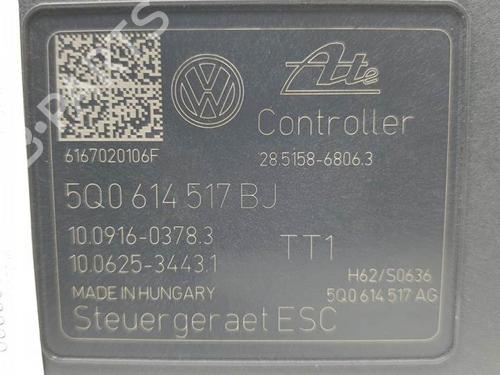 Ate
Controller
6167020106F
28.5158-6806.3
5Q0 614 517 BJ
10.0916-0378.3
10.0625-3443.1
TT1
H62/S0636
MADE IN HUNGARY
5Q0 614 517 AG
Steuergeraet ESC